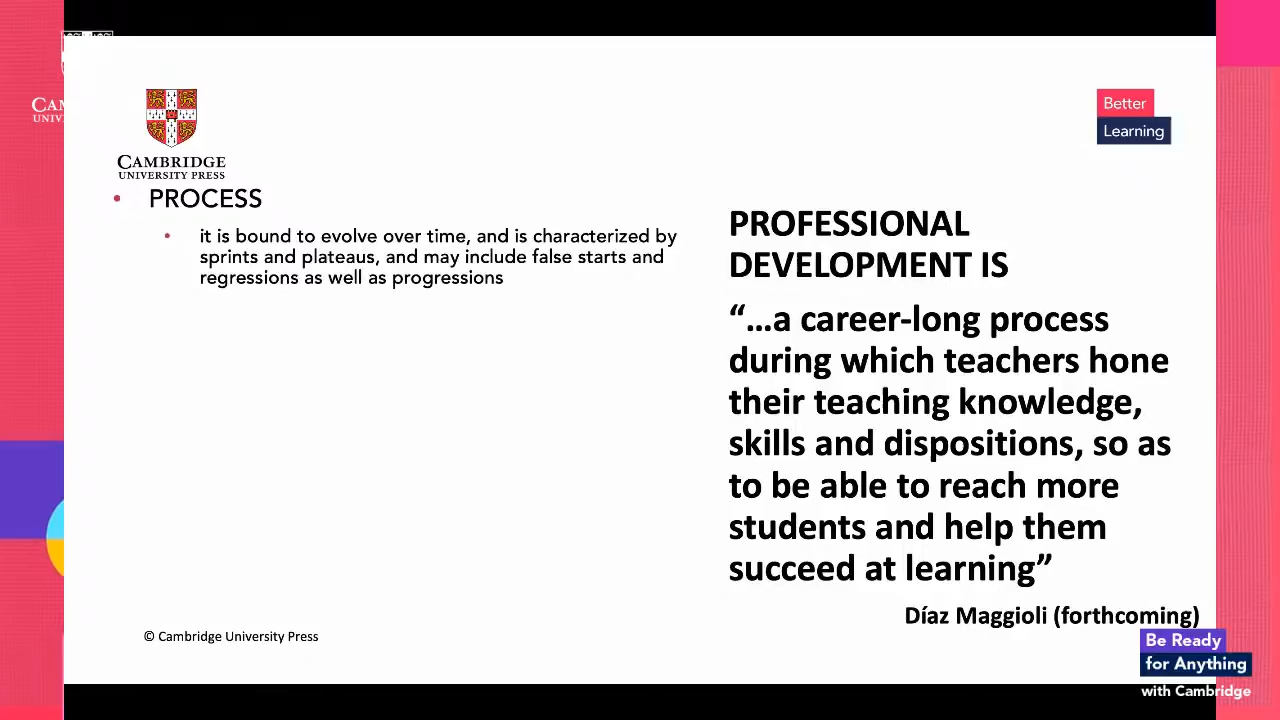 CAMBRIDGE
UNIVERSITY PRESS
Better
Learning
• PROCESS
• it is bound to evolve over time, and is characterized by
sprints and plateaus, and may include false starts and
regressions as well as progressions
PROFESSIONAL
DEVELOPMENT IS
“…a career-long process
during which teachers hone
their teaching knowledge,
skills and dispositions, so as
to be able to reach more
students and help them
succeed at learning”
Díaz Maggioli (forthcoming)
© Cambridge University Press
Be Ready
for Anything
with Cambridge